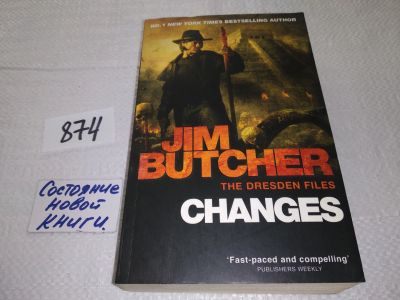 NO.1 NEW YORK TIMES BESTSELLING AUTHOR
874
JIM
BUTCHER
THE DRESDEN FILES
CHANGES
Состояние
новой
книги.
'Fast-paced and compelling'
PUBLISHERS WEEKLY